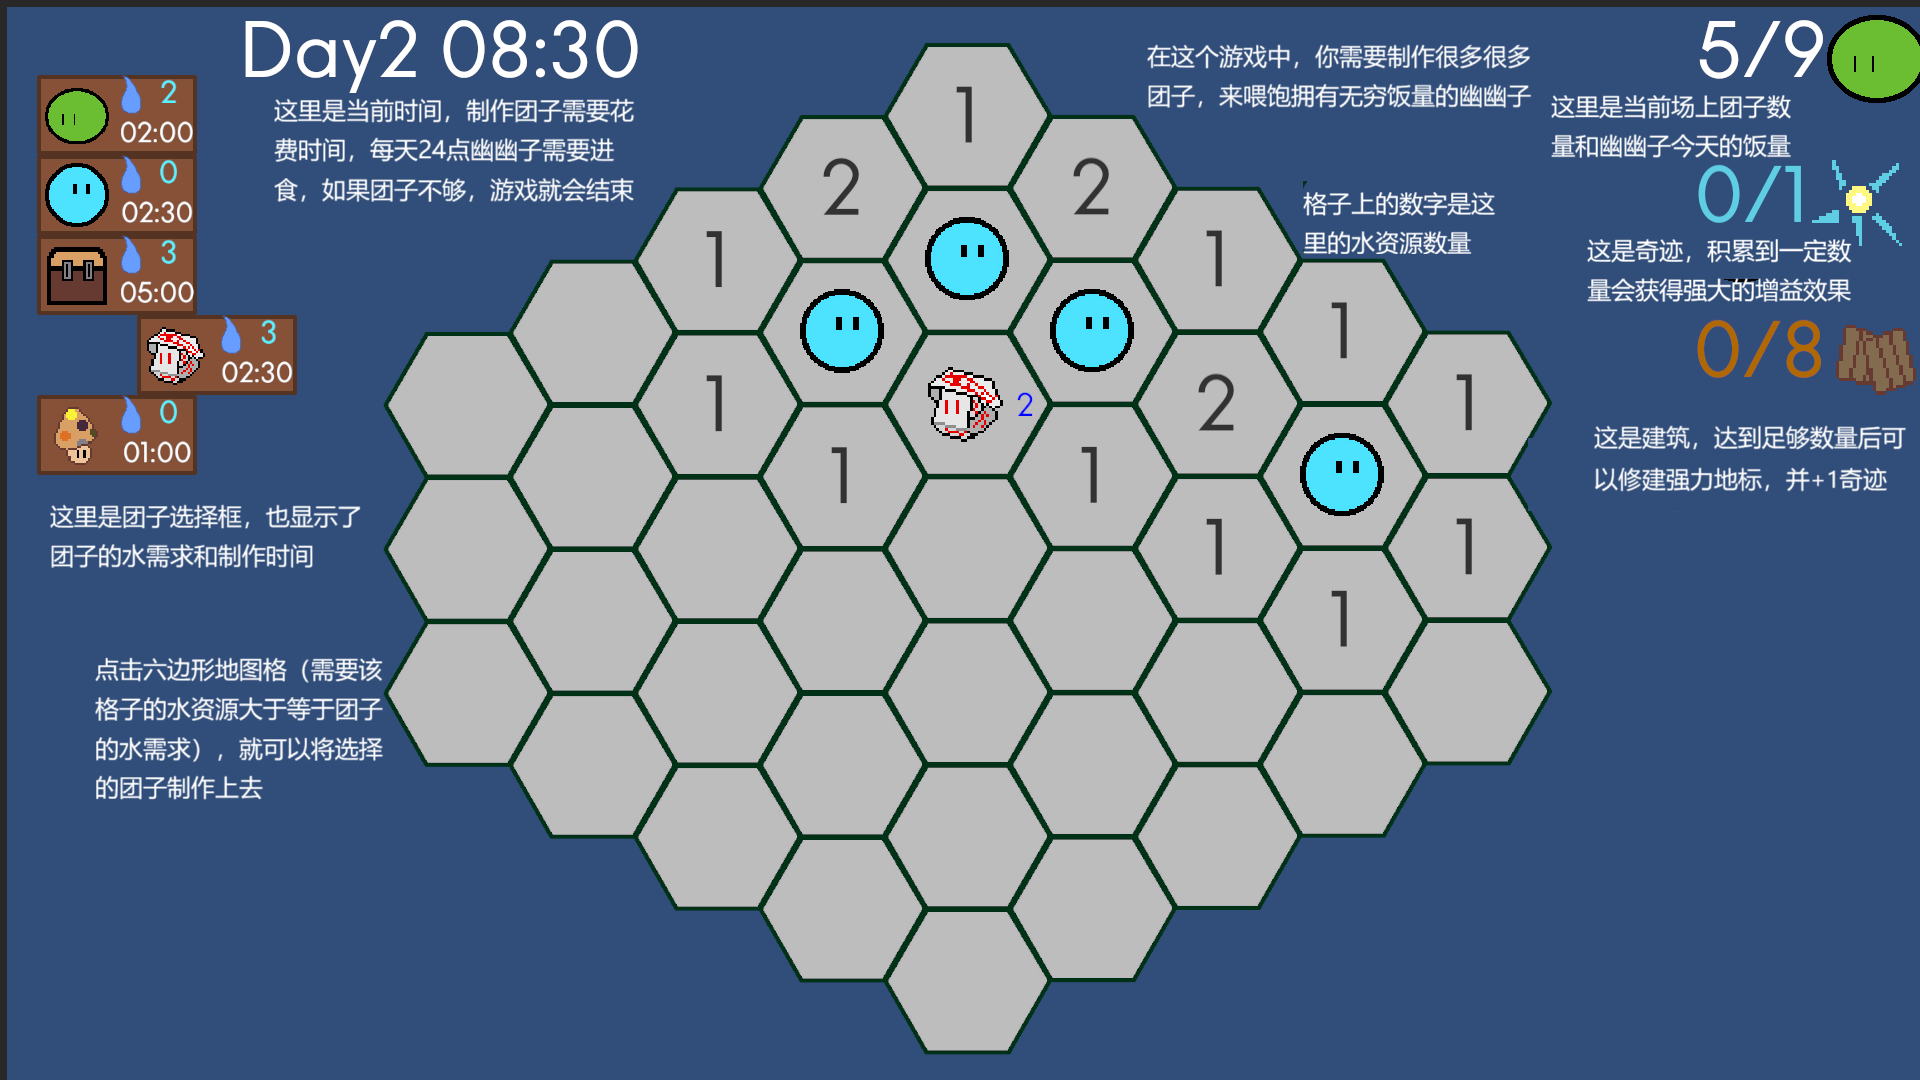 Day2 08:30
这里是当前时间，制作团子需要花
费时间，每天24点幽幽子需要进
食，如果团子不够，游戏就会结束
2
02:00
0
02:30
3
05:00
3
02:30
0
01:00
这里是团子选择框，也显示了
团子的水需求和制作时间
点击六边形地图格（需要该
格子的水资源大于等于团子
的水需求），就可以将选择
的团子制作上去
在这个游戏中，你需要制作很多很多
团子，来喂饱拥有无穷饭量的幽幽子
格子上的数字是这
里的水资源数量
5/9
这里是当前场上团子数
量和幽幽子今天的饭量
0/1
这是奇迹，积累到一定数
量会获得强大的增益效果
0/8
这是建筑，达到足够数量后可
以修建强力地标，并+1奇迹
1
2
2
1
1
1
1
2
1
2
1
1
1
1
1
1